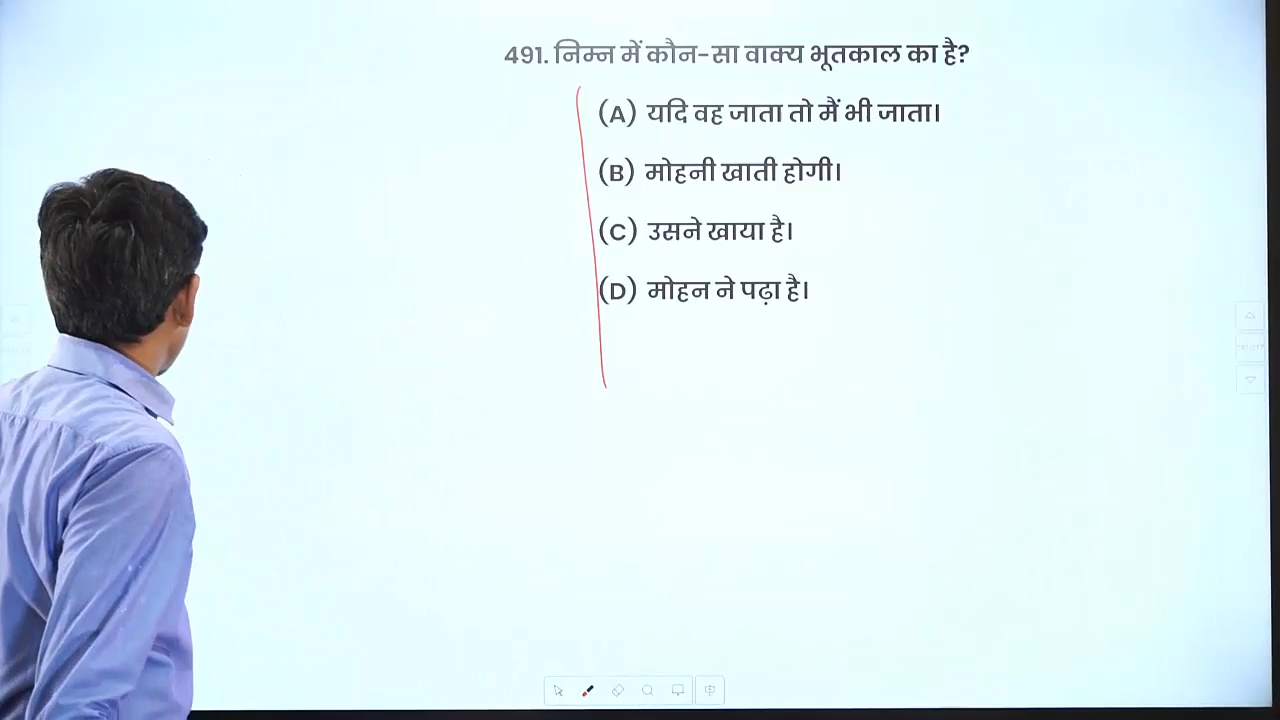 491. निम्न में कौन-सा वाक्य भूतकाल का है?
(A) यदि वह जाता तो मैं भी जाता।
(B) मोहनी खाती होगी।
(C) उसने खाया है।
(D) मोहन ने पढ़ा है।